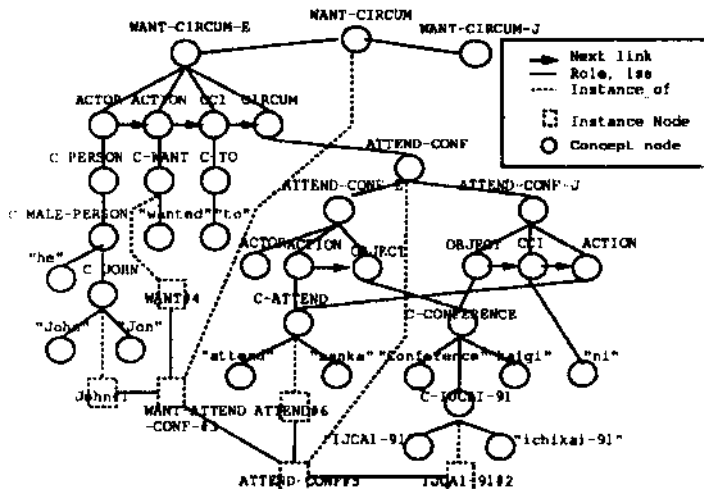 WANT-CIRCUM
WANT-CIRCUM-E
WANT-CIRCUM-J
Next link
Role, isa
Instance of
Instance Node
Concept node
ACTOR
ACTION
CCI
CIRCUM
ATTEND-CONF
C PERSON
C-WANT
C-TO
ATTEND-CONF-E
ATTEND-CONF-J
C MALE-PERSON
"wanted"
"to"
ACTOR
ACTION
OBJECT
OBJECT
CCI
ACTION
"he"
C JOHN
WANT#4
C-ATTEND
C-CONFERENCE
"John"
"Jon"
"attend"
"sanka"
"Conference"
"kaigi"
"ni"
C-IJCAI-91
John#1
WANT-ATTEND
-CONF-#3
ATTEND#6
"IJCAI-91"
"ichikai-91"
ATTEND-CONF#5
IJCAI-91#2